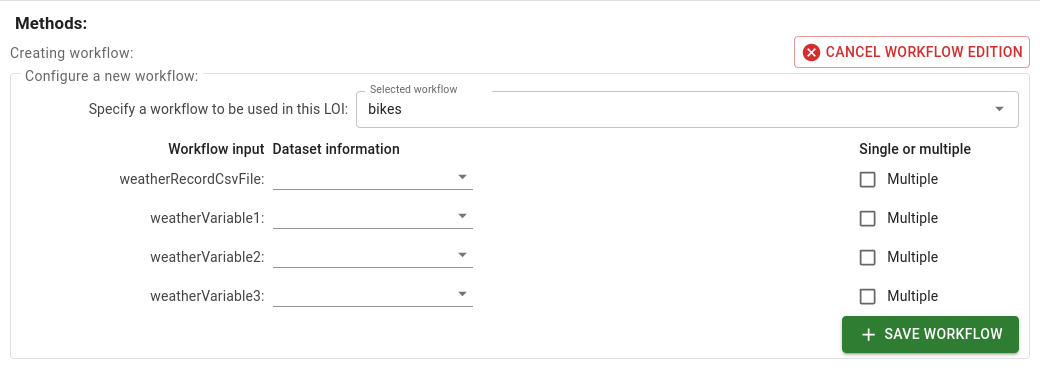 Methods:
Creating workflow:
CANCEL WORKFLOW EDITION
Configure a new workflow:
Selected workflow
Specify a workflow to be used in this LOI: bikes
Workflow input Dataset information Single or multiple
weatherRecordCsvFile: Multiple
weatherVariable1: Multiple
weatherVariable2: Multiple
weatherVariable3: Multiple
SAVE WORKFLOW